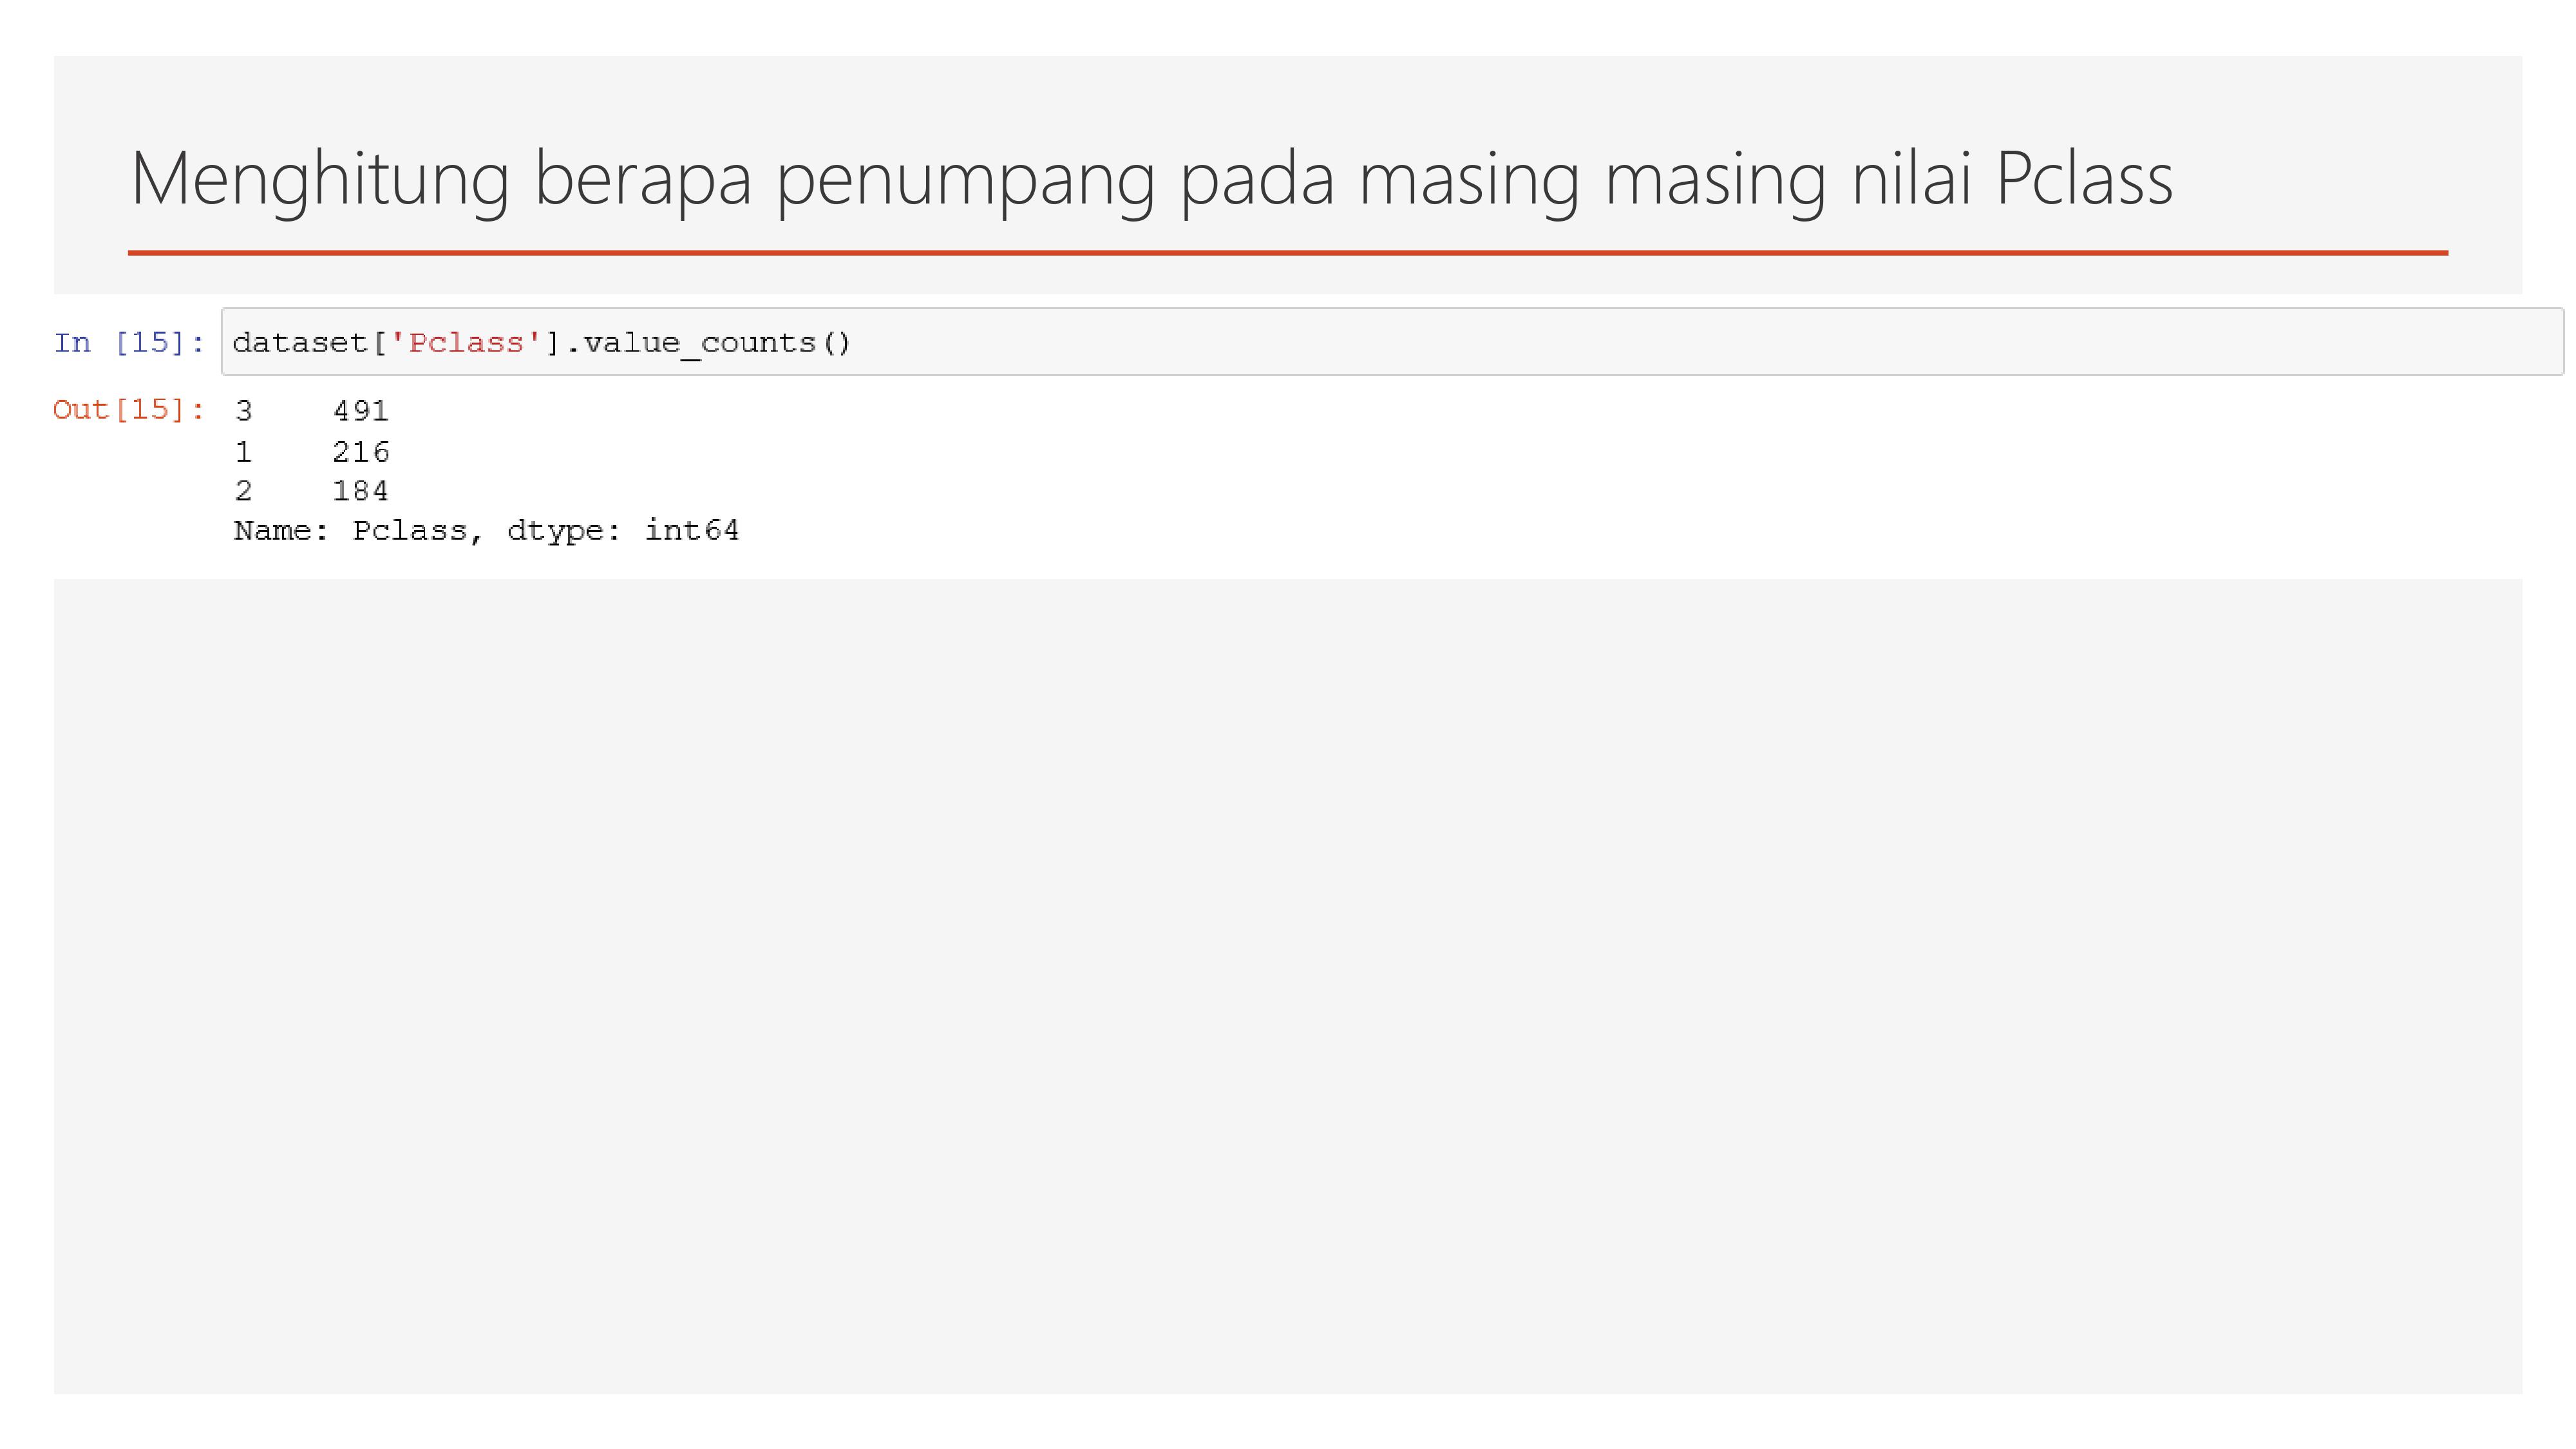 Menghitung berapa penumpang pada masing masing nilai Pclass
In [15]: dataset['Pclass'].value_counts()
Out[15]: 3    491
1    216
2    184
Name: Pclass, dtype: int64